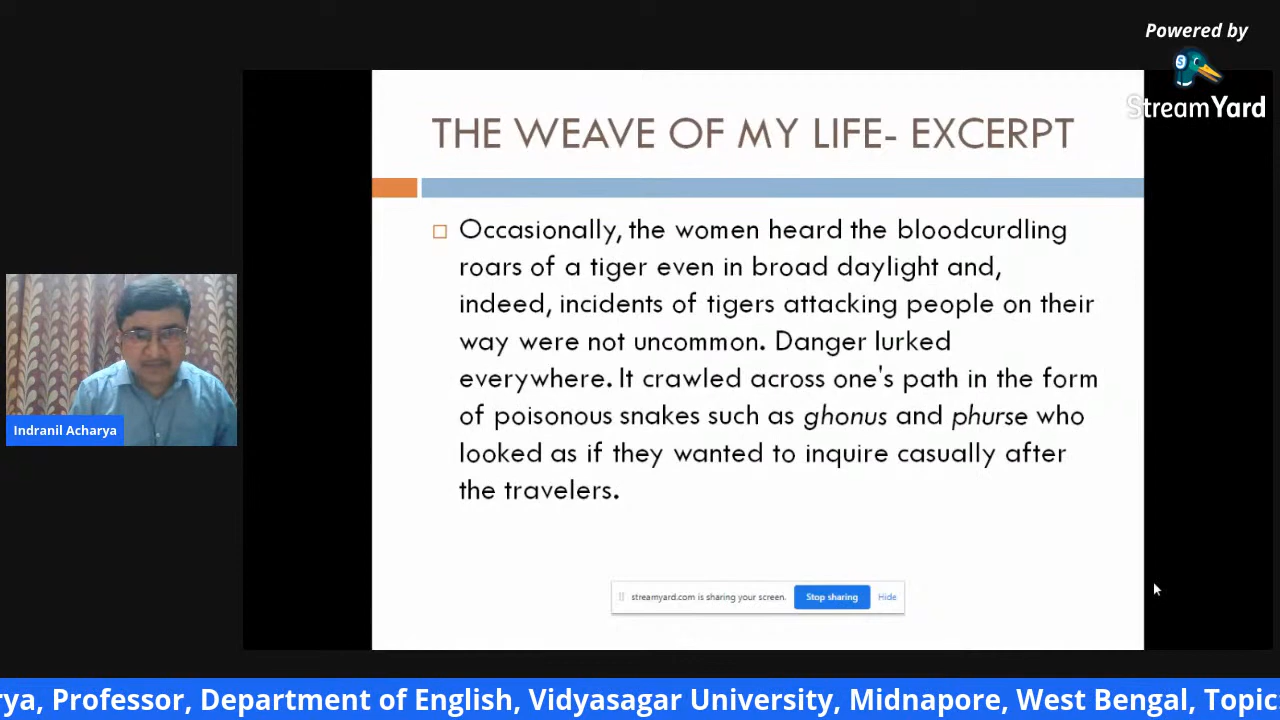 Powered by
StreamYard
THE WEAVE OF MY LIFE- EXCERPT
Occasionally, the women heard the bloodcurdling
roars of a tiger even in broad daylight and,
indeed, incidents of tigers attacking people on their
way were not uncommon. Danger lurked
everywhere. It crawled across one's path in the form
of poisonous snakes such as ghonus and phurse who
looked as if they wanted to inquire casually after
the travelers.
Indranil Acharya
streamyard.com is sharing your screen. Stop sharing Hide
rya, Professor, Department of English, Vidyasagar University, Midnapore, West Bengal, Topic